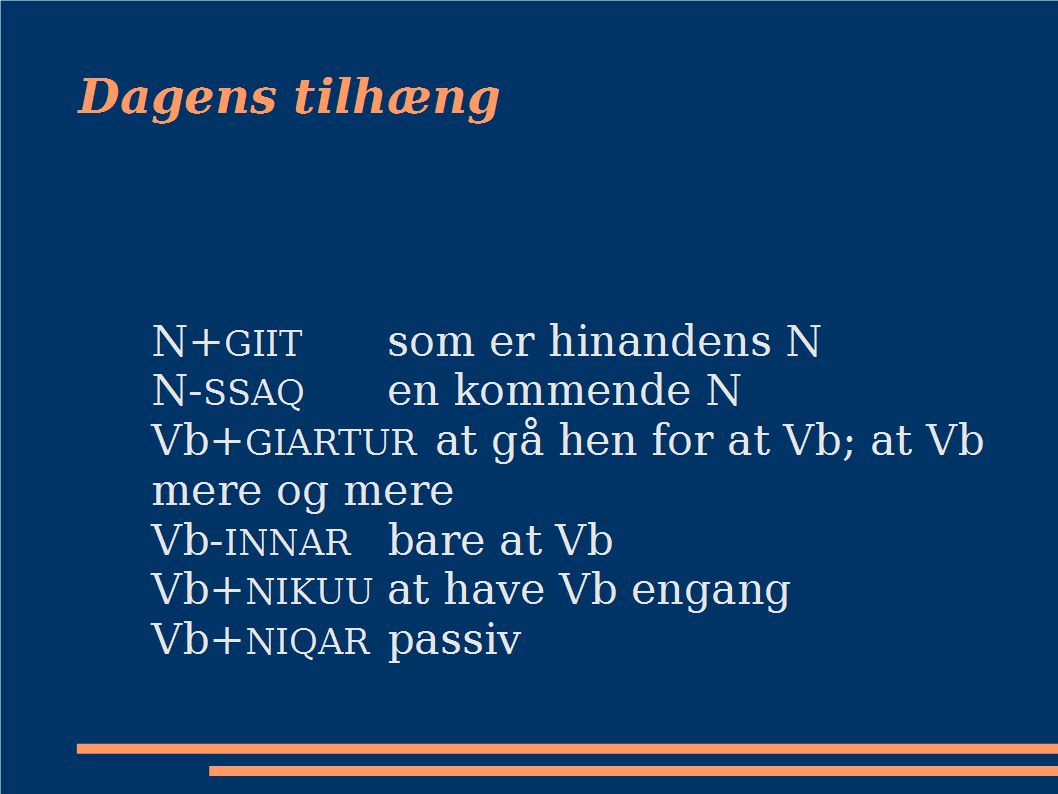 Dagens tilhæng
N+GIIT som er hinandens N
N-SSAQ en kommende N
Vb+GIARTUR at gå hen for at Vb; at Vb
mere og mere
Vb-INNAR bare at Vb
Vb+NIKUU at have Vb engang
Vb+NIQAR passiv